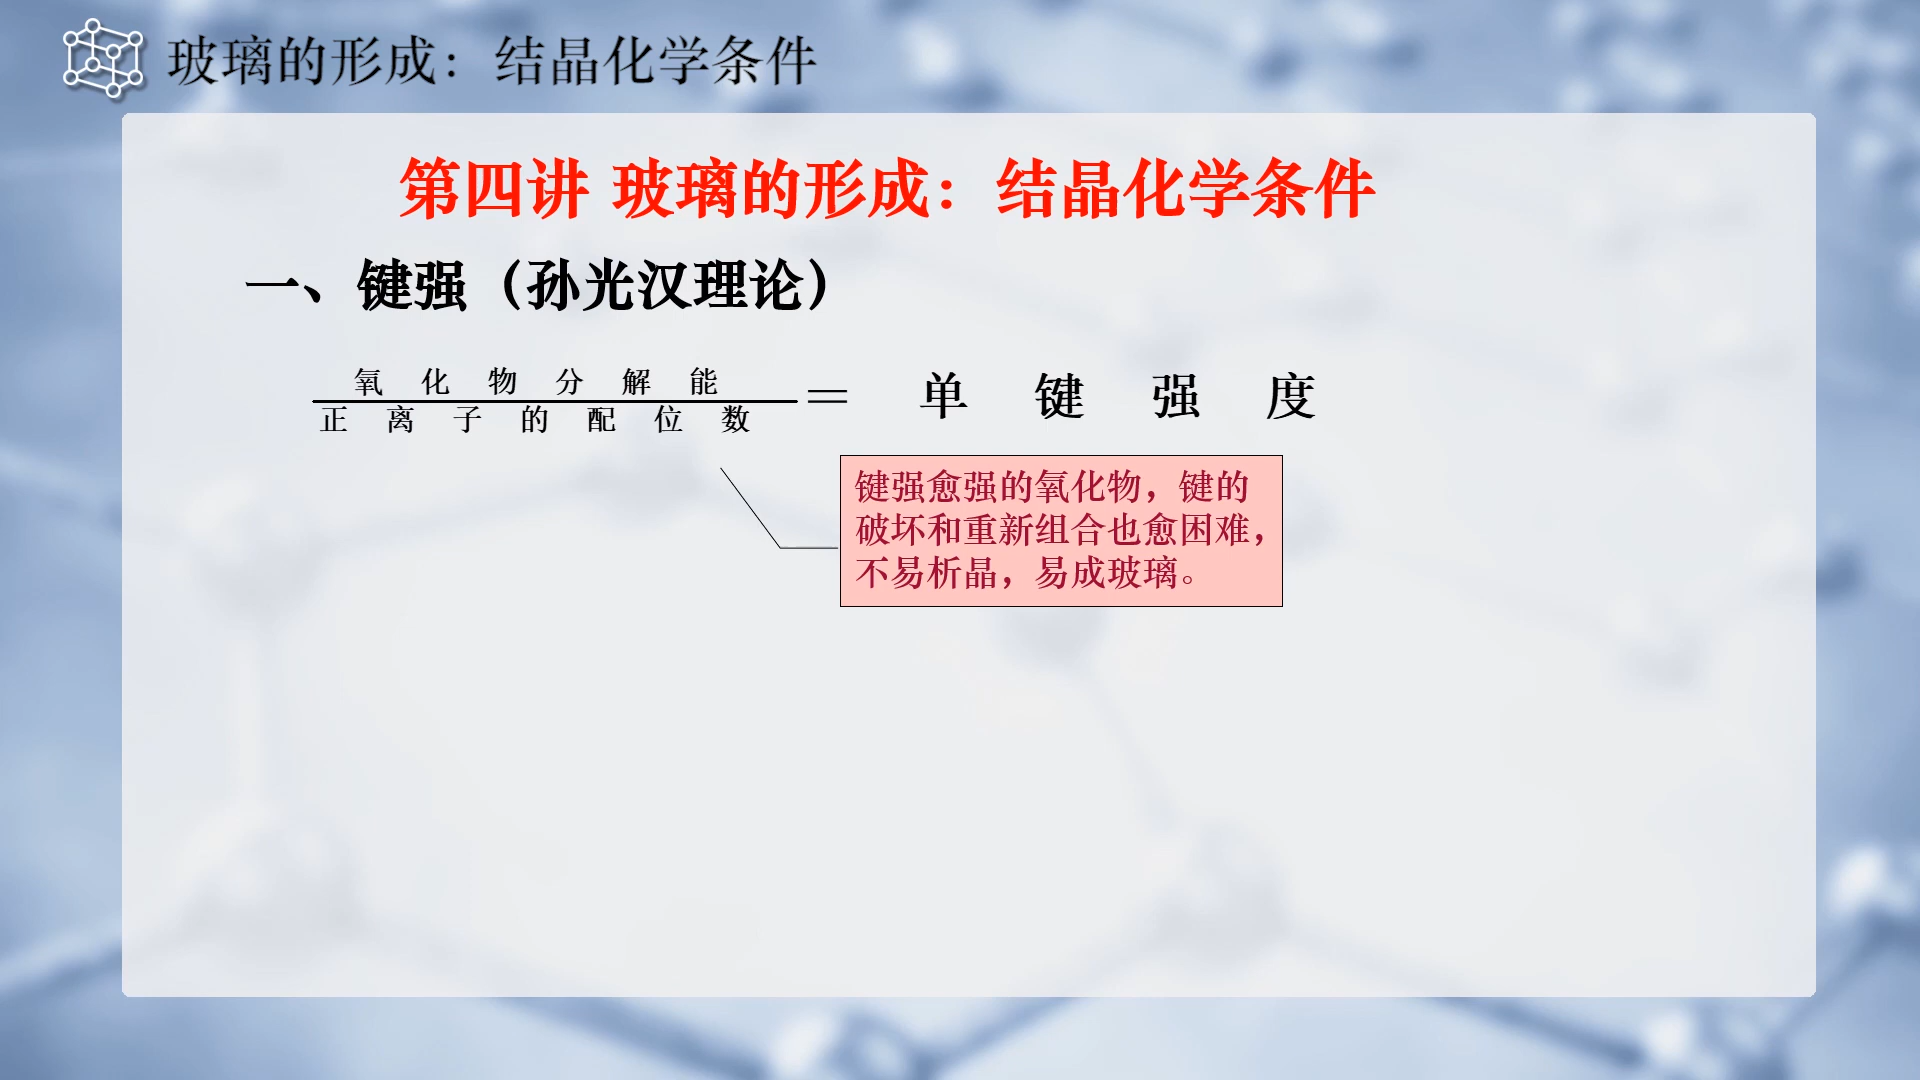 玻璃的形成：结晶化学条件
第四讲 玻璃的形成：结晶化学条件
一、键强（孙光汉理论）
氧化物分解能
正离子的配位数
＝ 单键强度
键强愈强的氧化物，键的
破坏和重新组合也愈困难，
不易析晶，易成玻璃。